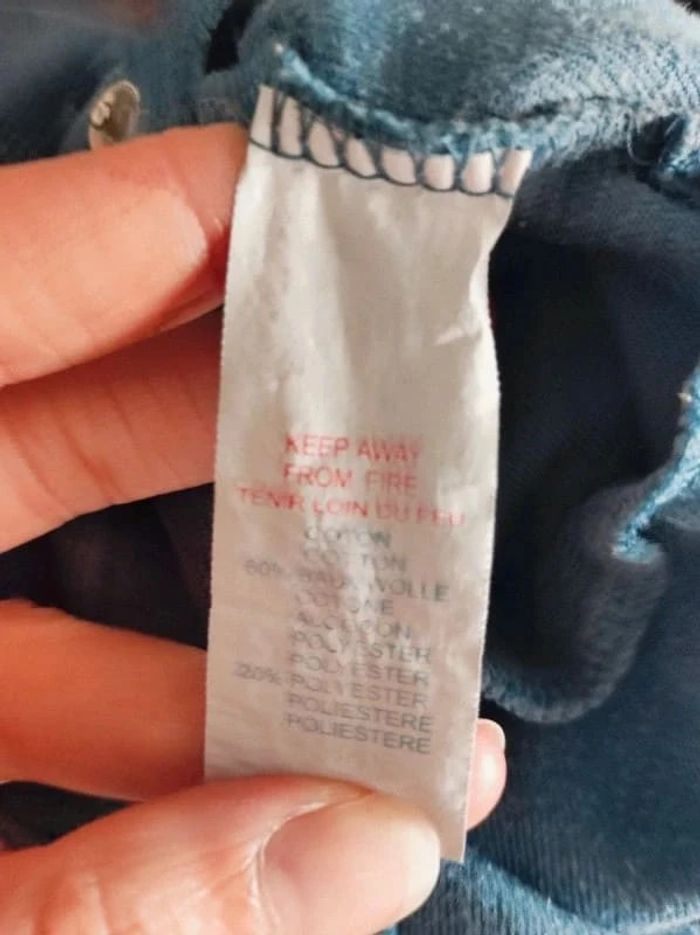 KEEP AWAY
FROM FIRE
TENIR LOIN DU FEU
COTON
COTTON
80% BAUMWOLLE
COTONE
ALGODON
POLYESTER
POLYESTER
20% POLYESTER
POLIESTERE
POLIESTERE